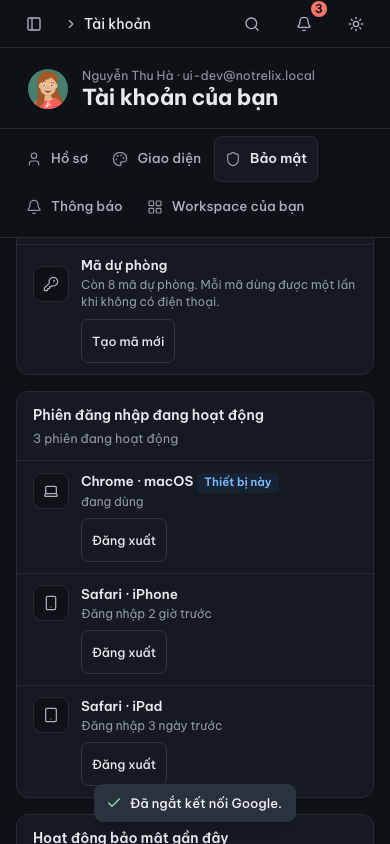 Tài khoản
3
Nguyễn Thu Hà · ui-dev@notrelix.local
Tài khoản của bạn
Hồ sơ
Giao diện
Bảo mật
Thông báo
Workspace của bạn
Mã dự phòng
Còn 8 mã dự phòng. Mỗi mã dùng được một lần
khi không có điện thoại.
Tạo mã mới
Phiên đăng nhập đang hoạt động
3 phiên đang hoạt động
Chrome · macOS Thiết bị này
đang dùng
Đăng xuất
Safari · iPhone
Đăng nhập 2 giờ trước
Đăng xuất
Safari · iPad
Đăng nhập 3 ngày trước
Đăng xuất
Đã ngắt kết nối Google.
Hoạt động bảo mật gần đây